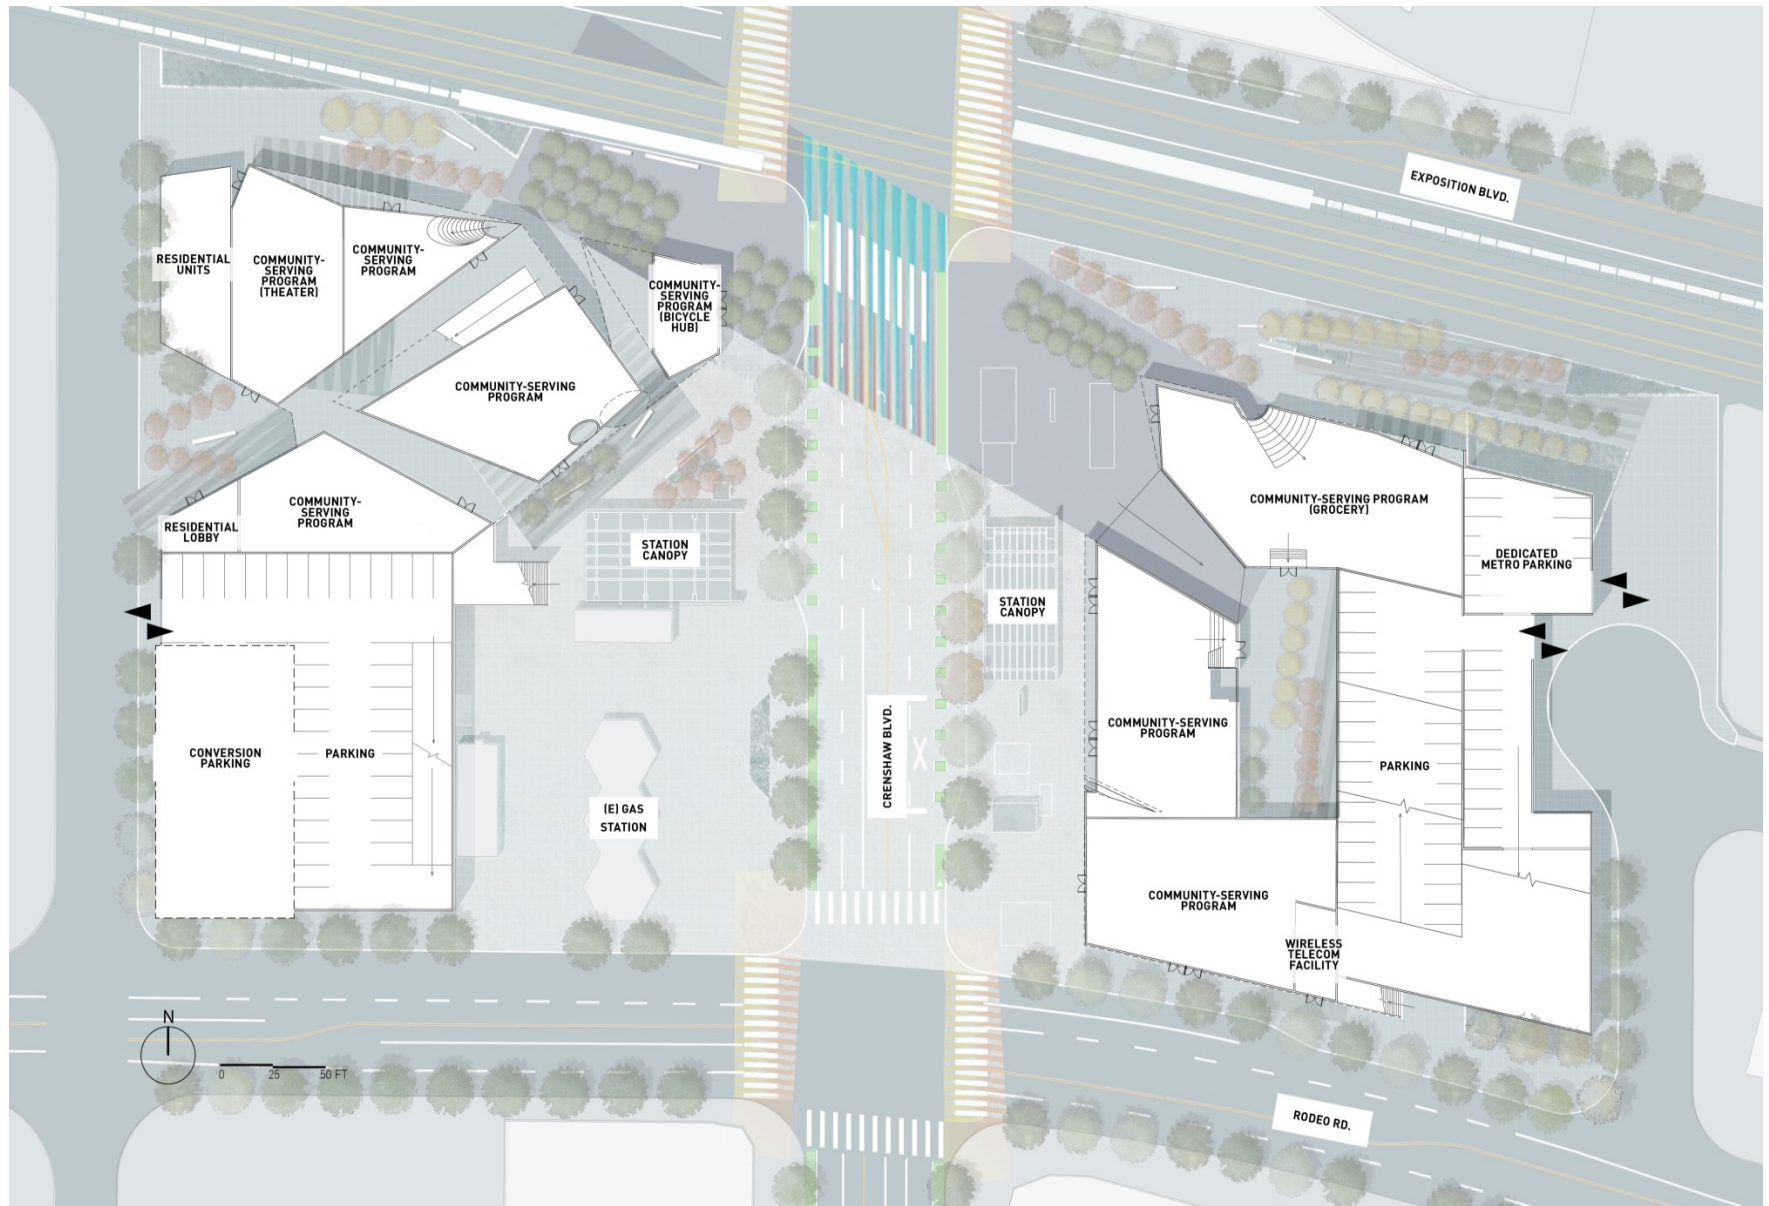 EXPOSITION BLVD.
RESIDENTIAL
UNITS
COMMUNITY-
SERVING
PROGRAM
(THEATER)
COMMUNITY-
SERVING
PROGRAM
COMMUNITY-
SERVING
PROGRAM
(BICYCLE
HUB)
COMMUNITY-SERVING
PROGRAM
COMMUNITY-
SERVING
PROGRAM
RESIDENTIAL
LOBBY
STATION
CANOPY
CONVERSION
PARKING
PARKING
(E) GAS
STATION
CRENSHAW BLVD.
STATION
CANOPY
COMMUNITY-SERVING PROGRAM
(GROCERY)
DEDICATED
METRO PARKING
COMMUNITY-SERVING
PROGRAM
PARKING
COMMUNITY-SERVING
PROGRAM
WIRELESS
TELECOM
FACILITY
RODEO RD.
N
0 25 50 FT